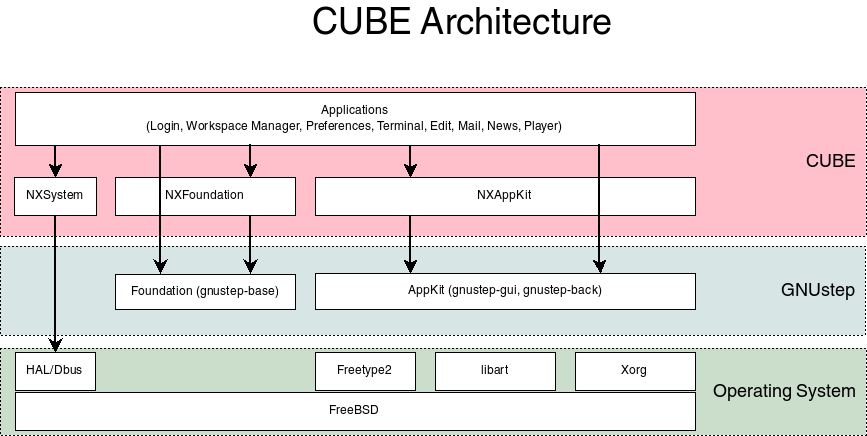 CUBE Architecture
Applications
(Login, Workspace Manager, Preferences, Terminal, Edit, Mail, News, Player)
CUBE
NXSystem
NXFoundation
NXAppKit
Foundation (gnustep-base)
AppKit (gnustep-gui, gnustep-back)
GNUstep
HAL/Dbus
Freetype2
libart
Xorg
Operating System
FreeBSD